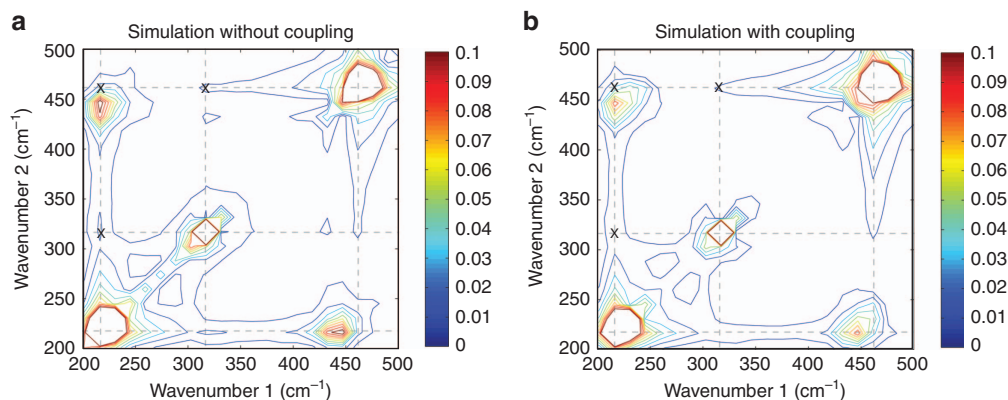 a
Simulation without coupling
500
450
400
350
300
250
200
Wavenumber 2 (cm⁻¹)
X
X
X
200 250 300 350 400 450 500
Wavenumber 1 (cm⁻¹)
0.1
0.09
0.08
0.07
0.06
0.05
0.04
0.03
0.02
0.01
0
b
Simulation with coupling
500
450
400
350
300
250
200
Wavenumber 2 (cm⁻¹)
X
X
X
200 250 300 350 400 450 500
Wavenumber 1 (cm⁻¹)
0.1
0.09
0.08
0.07
0.06
0.05
0.04
0.03
0.02
0.01
0